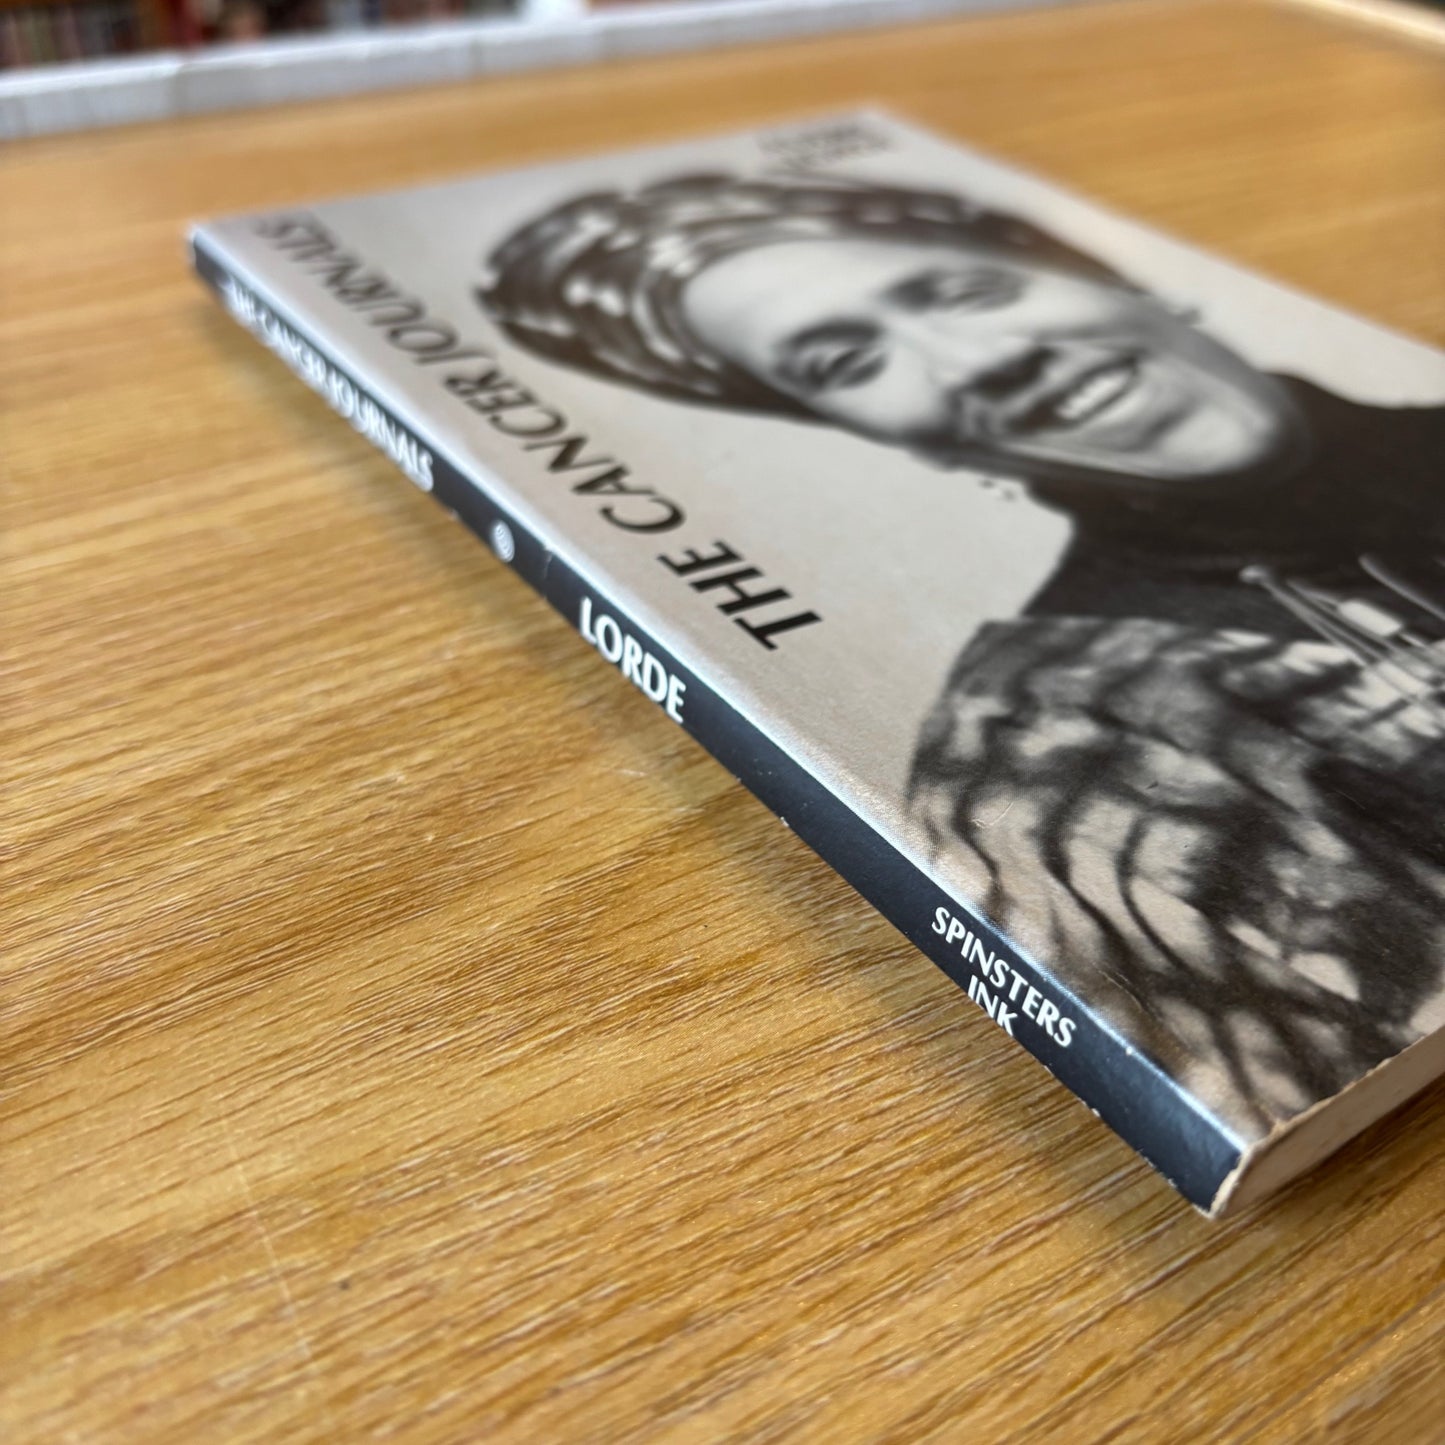 THE CANCER JOURNALS
LORDE
SPINSTERS
INK
THE CANCER JOURNALS